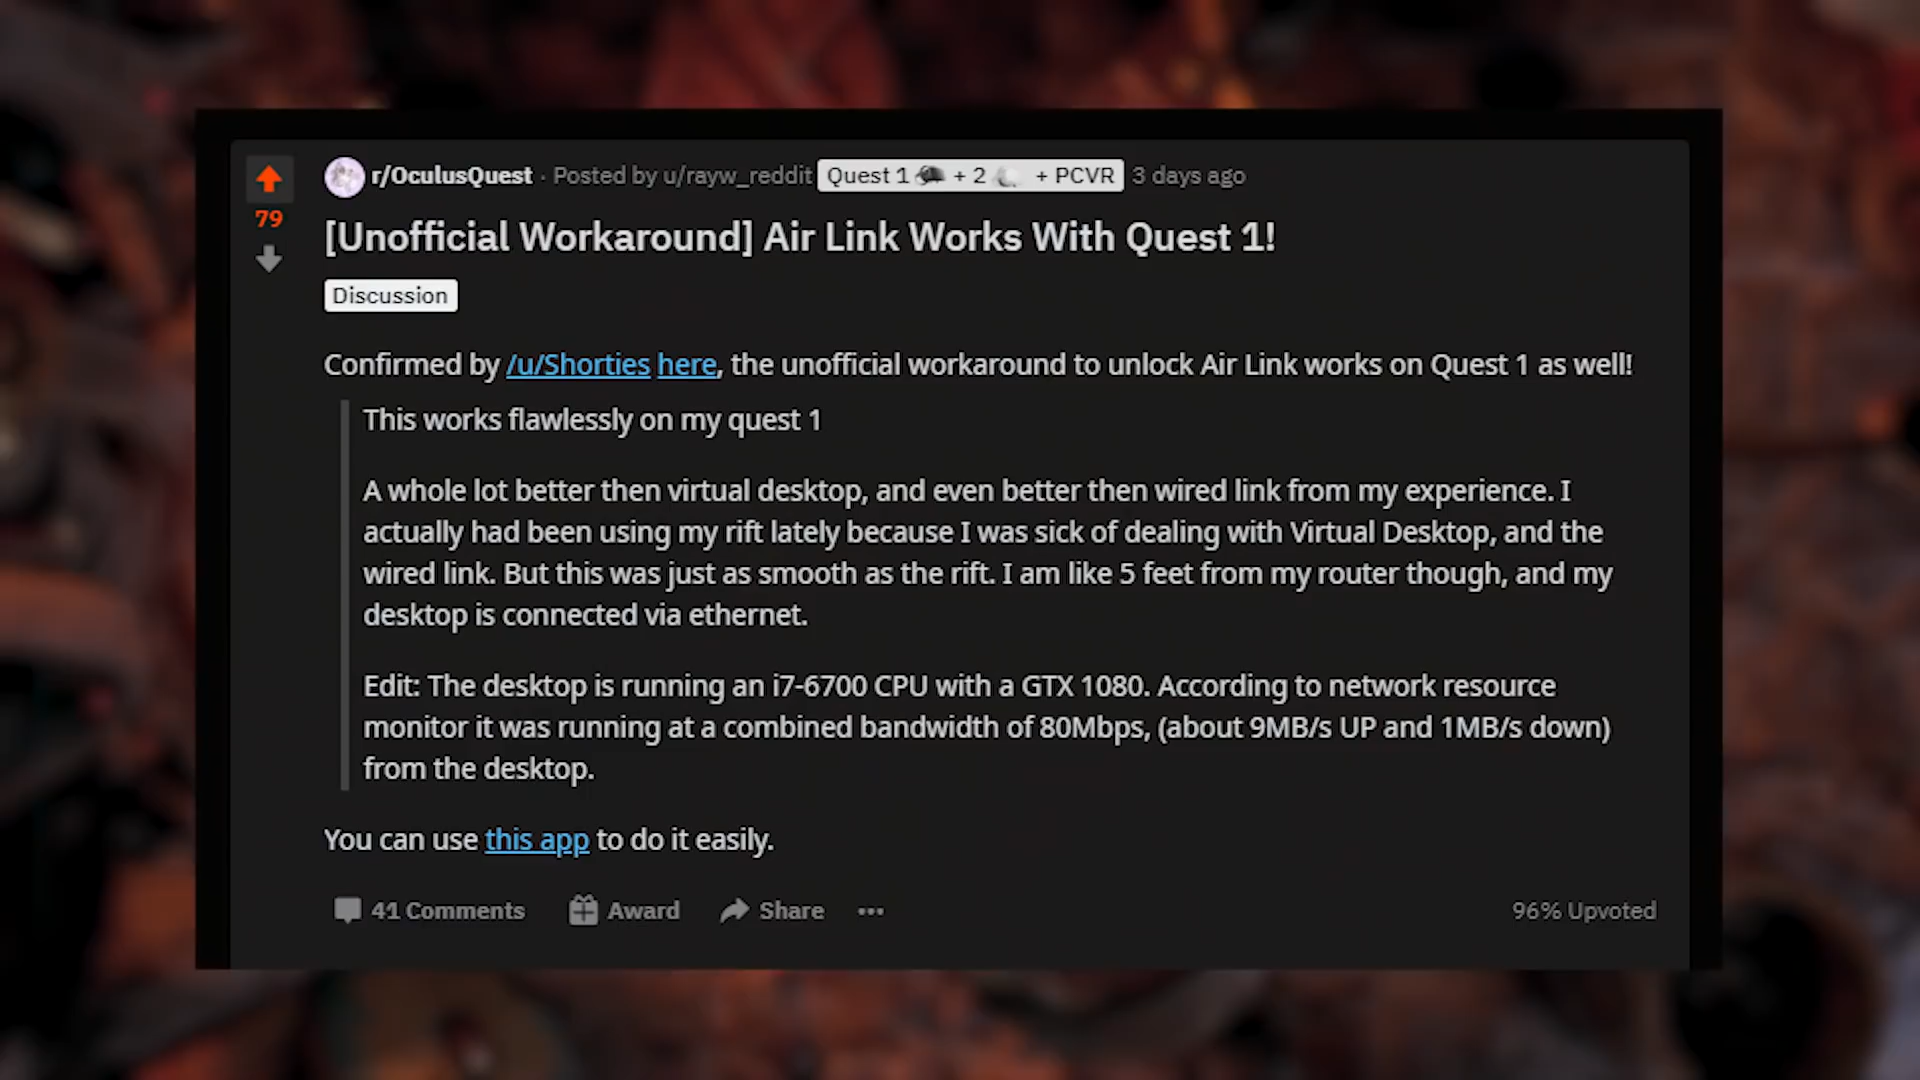 r/OculusQuest · Posted by u/rayw_reddit Quest 1 + 2 + PCVR 3 days ago
79
[Unofficial Workaround] Air Link Works With Quest 1!
Discussion
Confirmed by /u/Shorties here, the unofficial workaround to unlock Air Link works on Quest 1 as well!
This works flawlessly on my quest 1
A whole lot better then virtual desktop, and even better then wired link from my experience. I
actually had been using my rift lately because I was sick of dealing with Virtual Desktop, and the
wired link. But this was just as smooth as the rift. I am like 5 feet from my router though, and my
desktop is connected via ethernet.
Edit: The desktop is running an i7-6700 CPU with a GTX 1080. According to network resource
monitor it was running at a combined bandwidth of 80Mbps, (about 9MB/s UP and 1MB/s down)
from the desktop.
You can use this app to do it easily.
41 Comments Award Share ··· 96% Upvoted